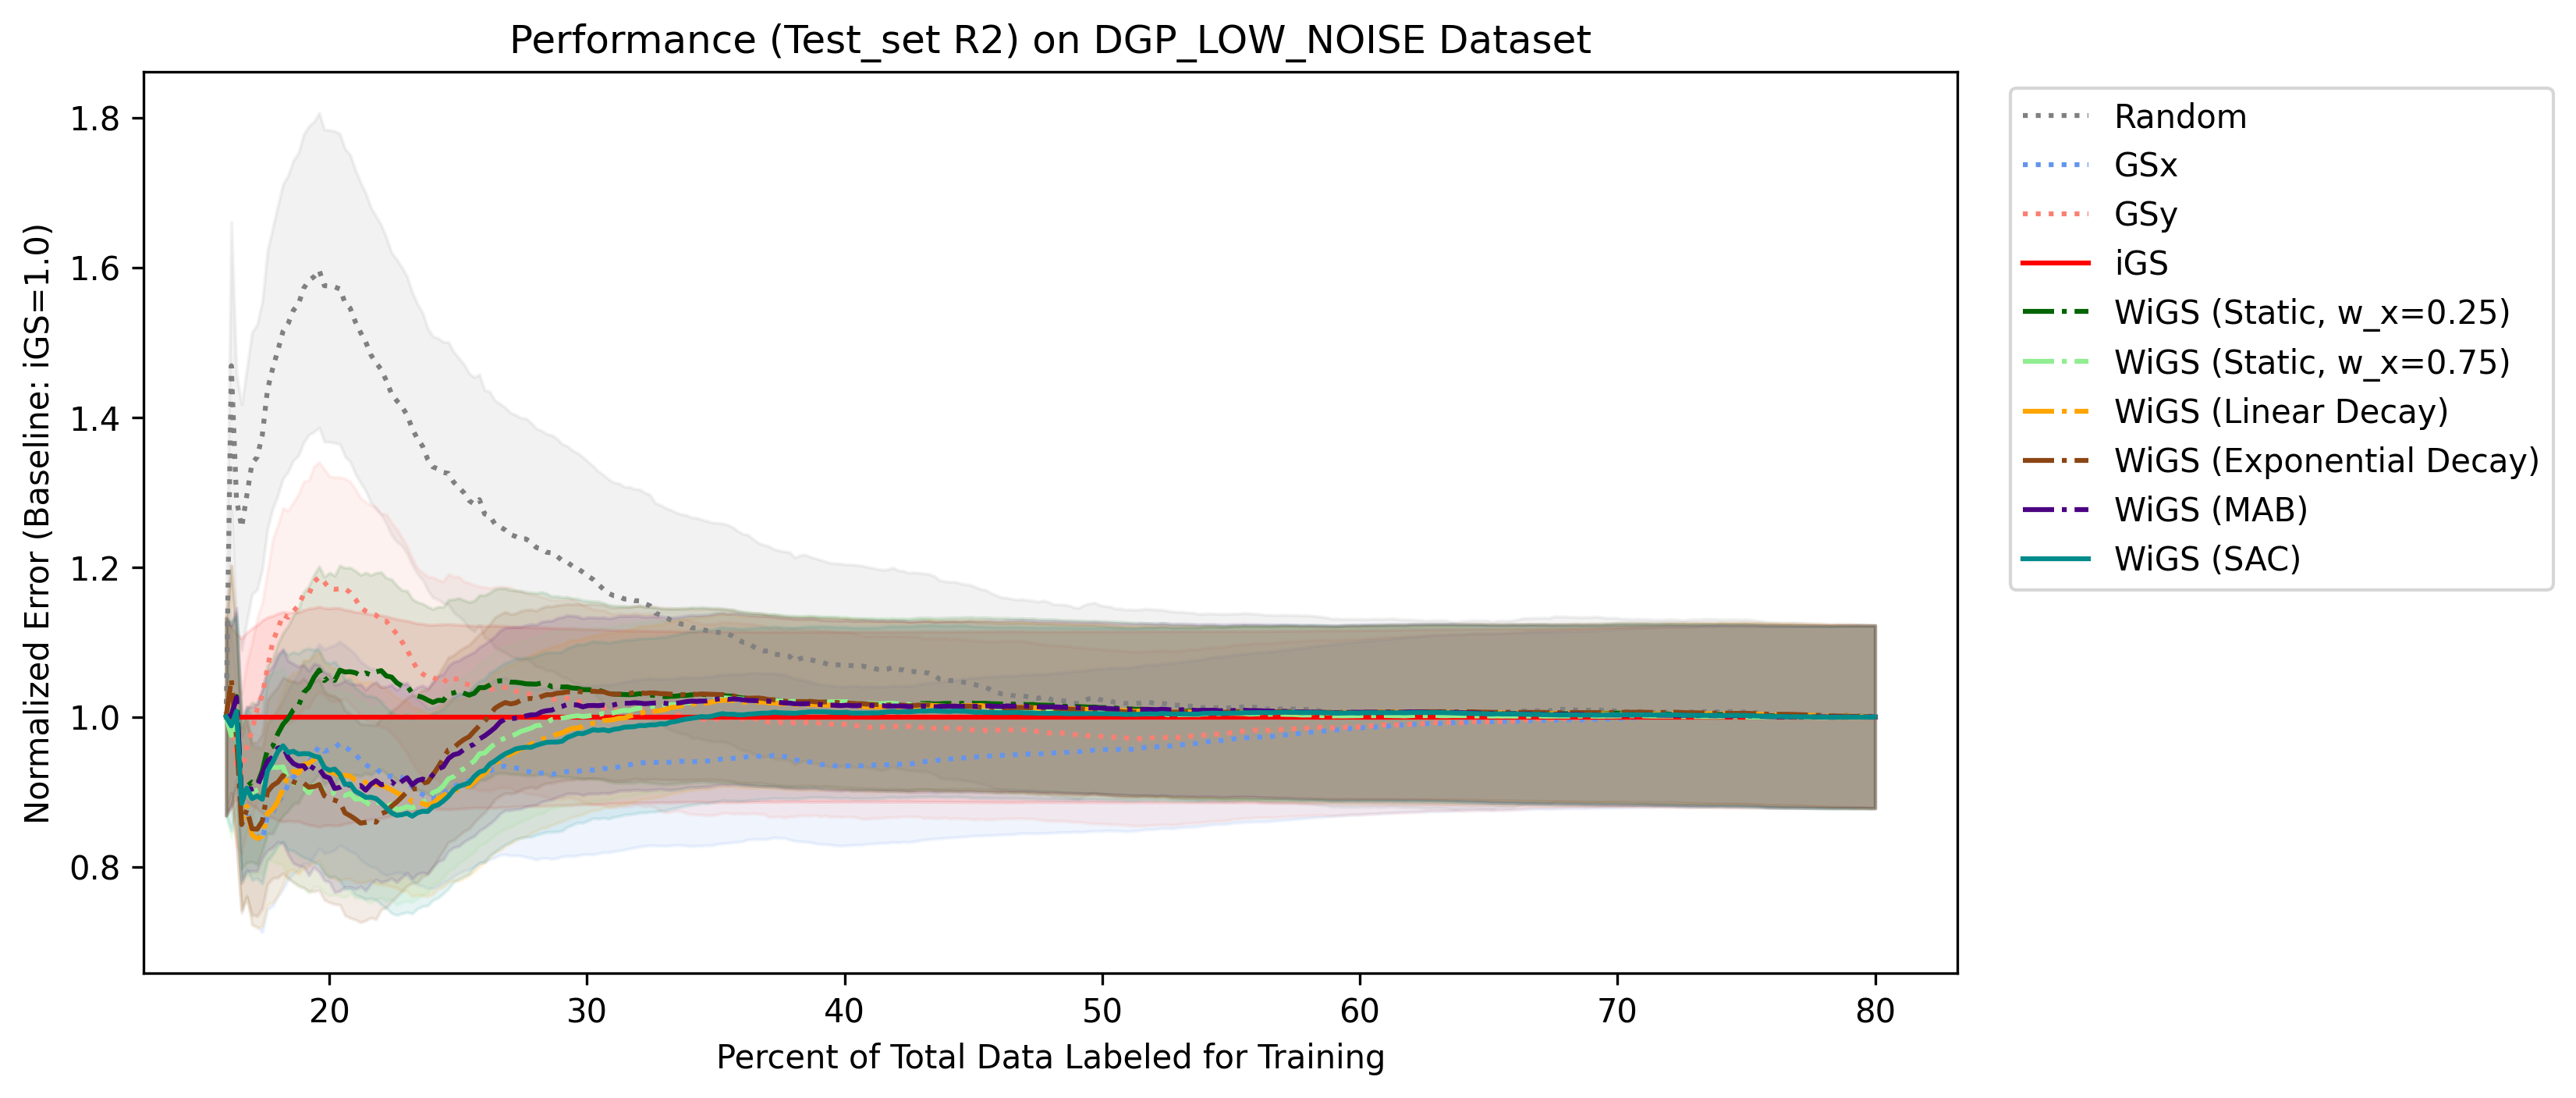 Performance (Test_set R2) on DGP_LOW_NOISE Dataset
Normalized Error (Baseline: iGS=1.0)
1.8
1.6
1.4
1.2
1.0
0.8
20 30 40 50 60 70 80
Percent of Total Data Labeled for Training
Random
GSx
GSy
iGS
WiGS (Static, w_x=0.25)
WiGS (Static, w_x=0.75)
WiGS (Linear Decay)
WiGS (Exponential Decay)
WiGS (MAB)
WiGS (SAC)